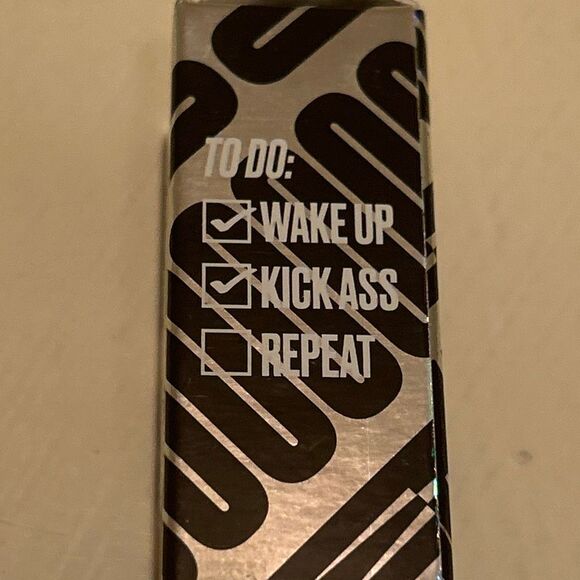 TO DO:
WAKE UP
KICK ASS
REPEAT